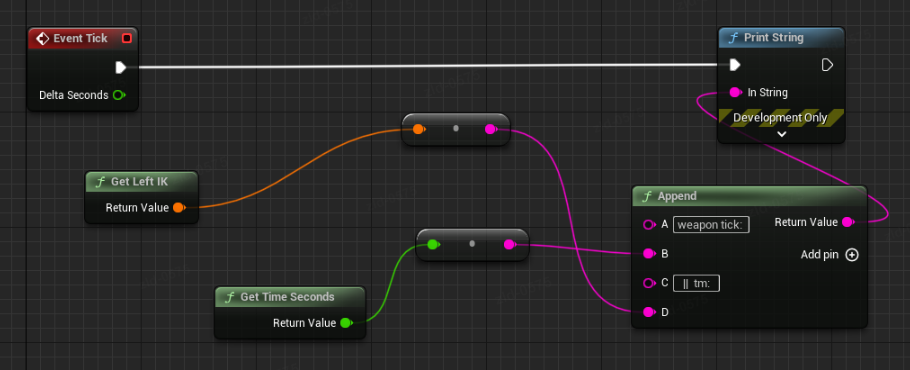 Event Tick
Delta Seconds
Print String
In String
Development Only
Get Left IK
Return Value
Get Time Seconds
Return Value
Append
A weapon tick: Return Value
B Add pin
C || tm:
D